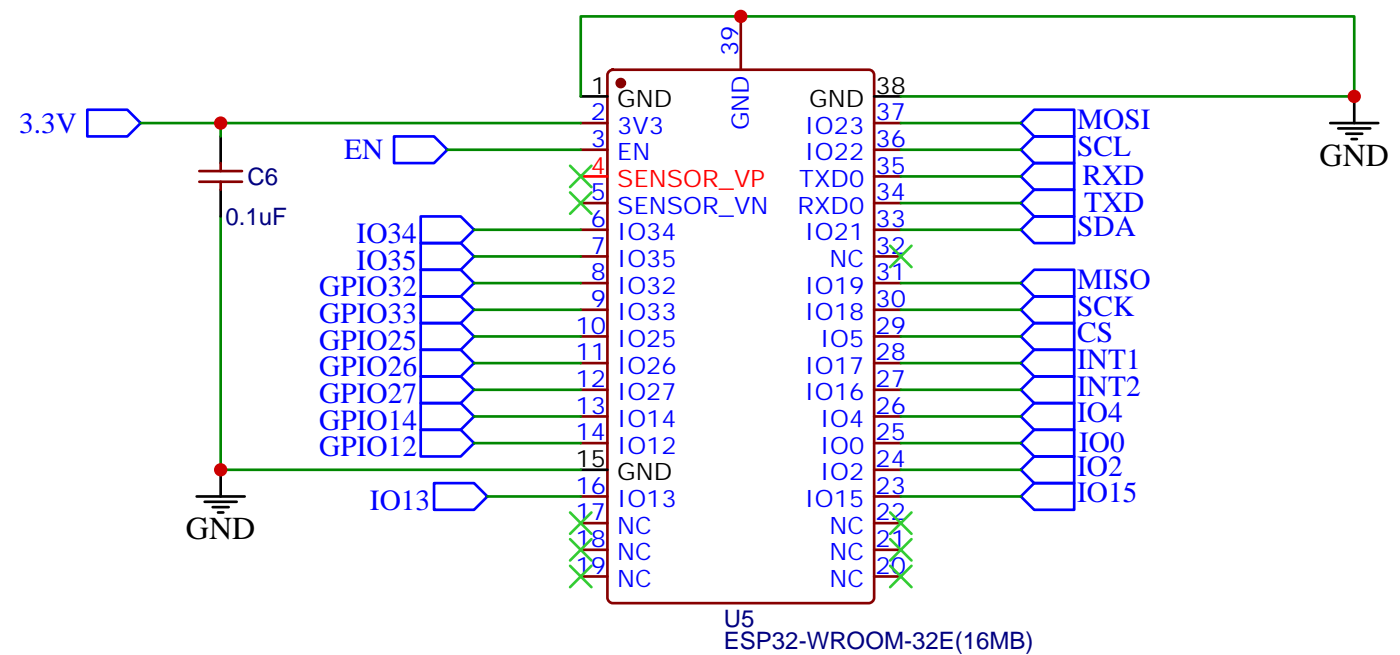 39
1 GND GND GND 38
3.3V 2 3V3 IO23 37 MOSI
EN 3 EN IO22 36 SCL
4 SENSOR_VP TXD0 35 RXD
C6
5 SENSOR_VN RXD0 34 TXD
0.1uF
IO34 6 IO34 IO21 33 SDA
IO35 7 IO35 NC 32
GPIO32 8 IO32 IO19 31 MISO
GPIO33 9 IO33 IO18 30 SCK
GPIO25 10 IO25 IO5 29 CS
GPIO26 11 IO26 IO17 28 INT1
GPIO27 12 IO27 IO16 27 INT2
GPIO14 13 IO14 IO4 26 IO4
GPIO12 14 IO12 IO0 25 IO0
15 GND IO2 24 IO2
IO13 16 IO13 IO15 23 IO15
17 NC NC 22
18 NC NC 21
19 NC NC 20
GND
GND
U5
ESP32-WROOM-32E(16MB)